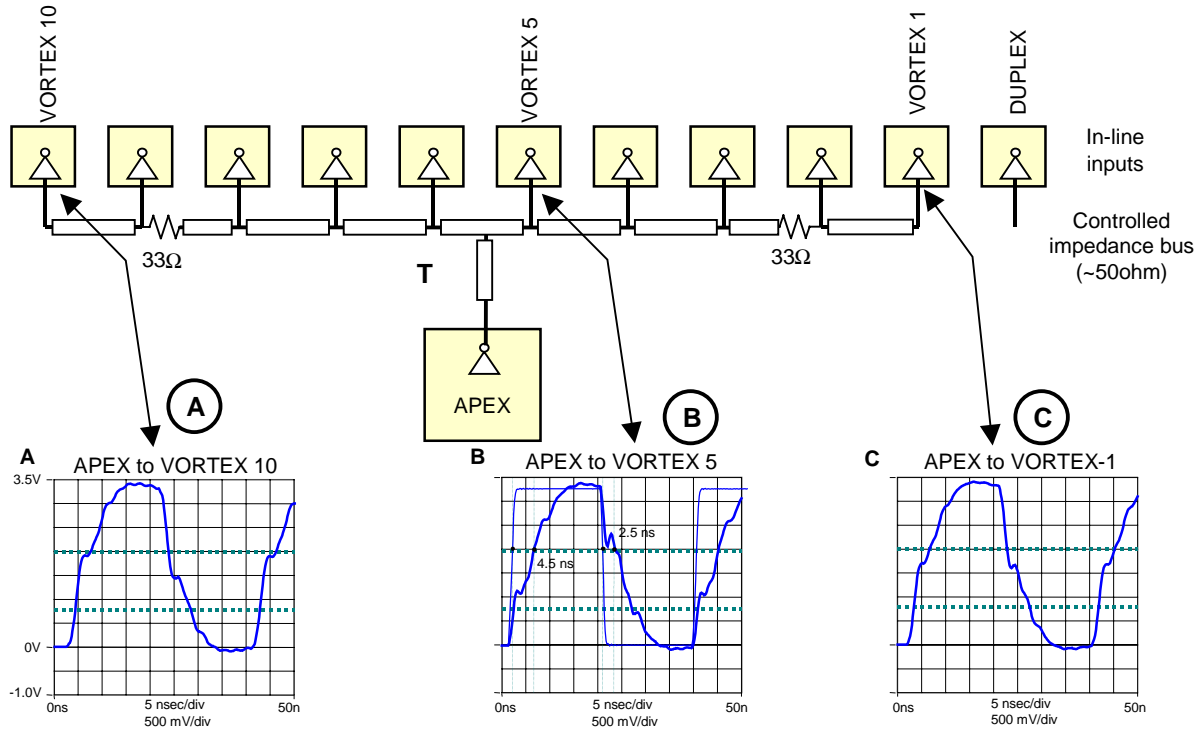 VORTEX 10
VORTEX 5
VORTEX 1
DUPLEX
In-line
inputs
33Ω
33Ω
Controlled
impedance bus
(~50ohm)
T
APEX
A
B
C
A
APEX to VORTEX 10
3.5V
0V
-1.0V
0ns
5 nsec/div
500 mV/div
50n
B
APEX to VORTEX 5
2.5 ns
4.5 ns
0ns
5 nsec/div
500 mV/div
50n
C
APEX to VORTEX-1
0ns
5 nsec/div
500 mV/div
50n